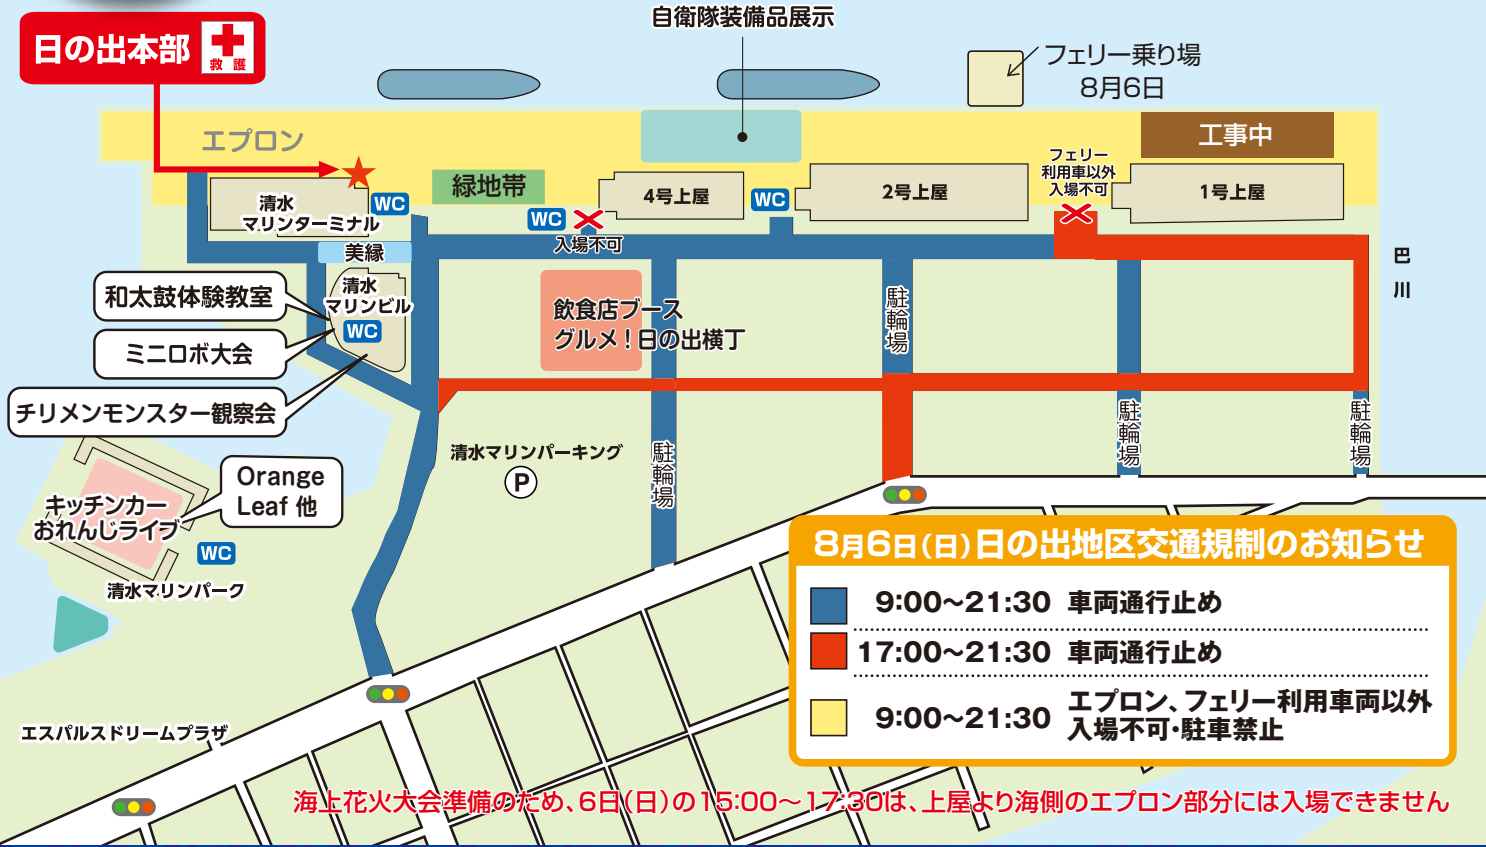 自衛隊装備品展示
日の出本部
救護
フェリー乗り場
8月6日
エプロン
工事中
緑地帯
フェリー
利用車以外
入場不可
清水
マリンターミナル
WC
WC
入場不可
4号上屋
WC
2号上屋
1号上屋
美緑
巴川
和太鼓体験教室
清水
マリンビル
WC
ミニロボ大会
チリメンモンスター観察会
飲食店ブース
グルメ!日の出横丁
駐輪場
駐輪場
駐輪場
駐輪場
清水マリンパーキング
P
Orange
Leaf 他
キッチンカー
おれんじライブ
WC
清水マリンパーク
エスパルスドリームプラザ
8月6日(日)日の出地区交通規制のお知らせ
9:00~21:30 車両通行止め
17:00~21:30 車両通行止め
9:00~21:30 エプロン、フェリー利用車両以外
入場不可・駐車禁止
海上花火大会準備のため、6日(日)の15:00~17:30は、上屋より海側のエプロン部分には入場できません